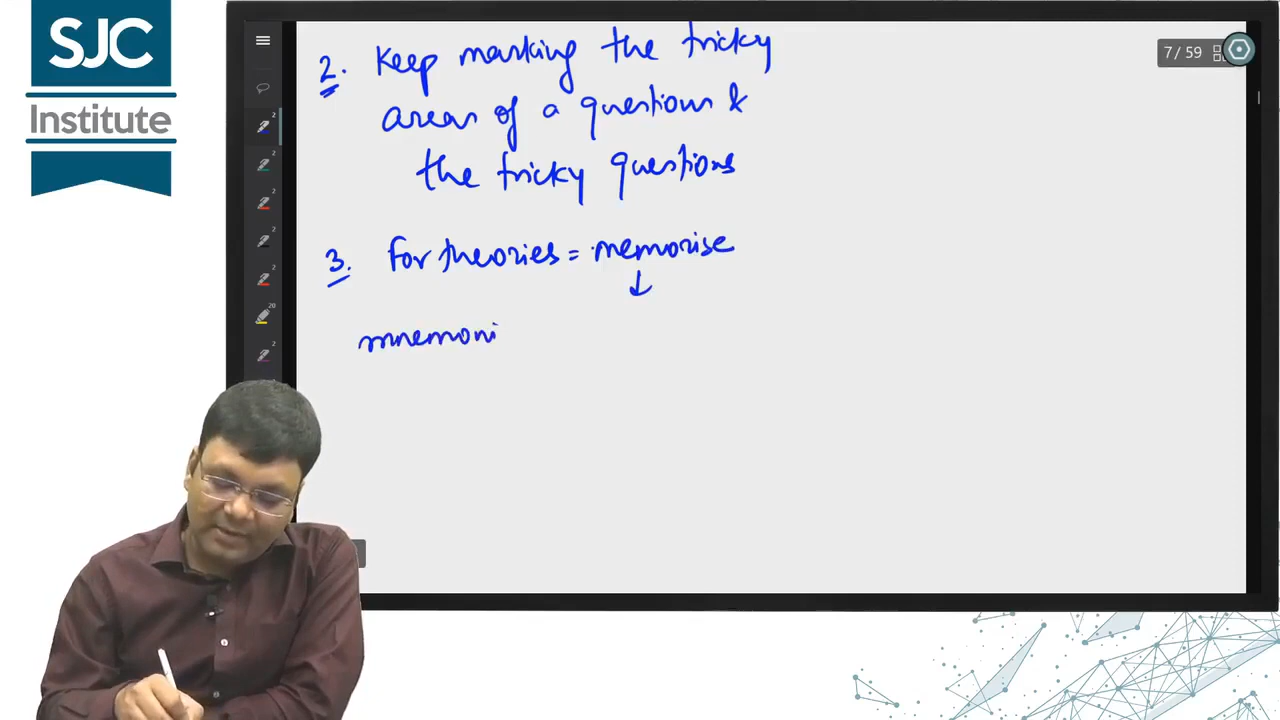 SJC
Institute
7 / 59
2. Keep marking the tricky
areas of a questions &
the tricky questions
3. For theories = memorise
↓
mnemoni